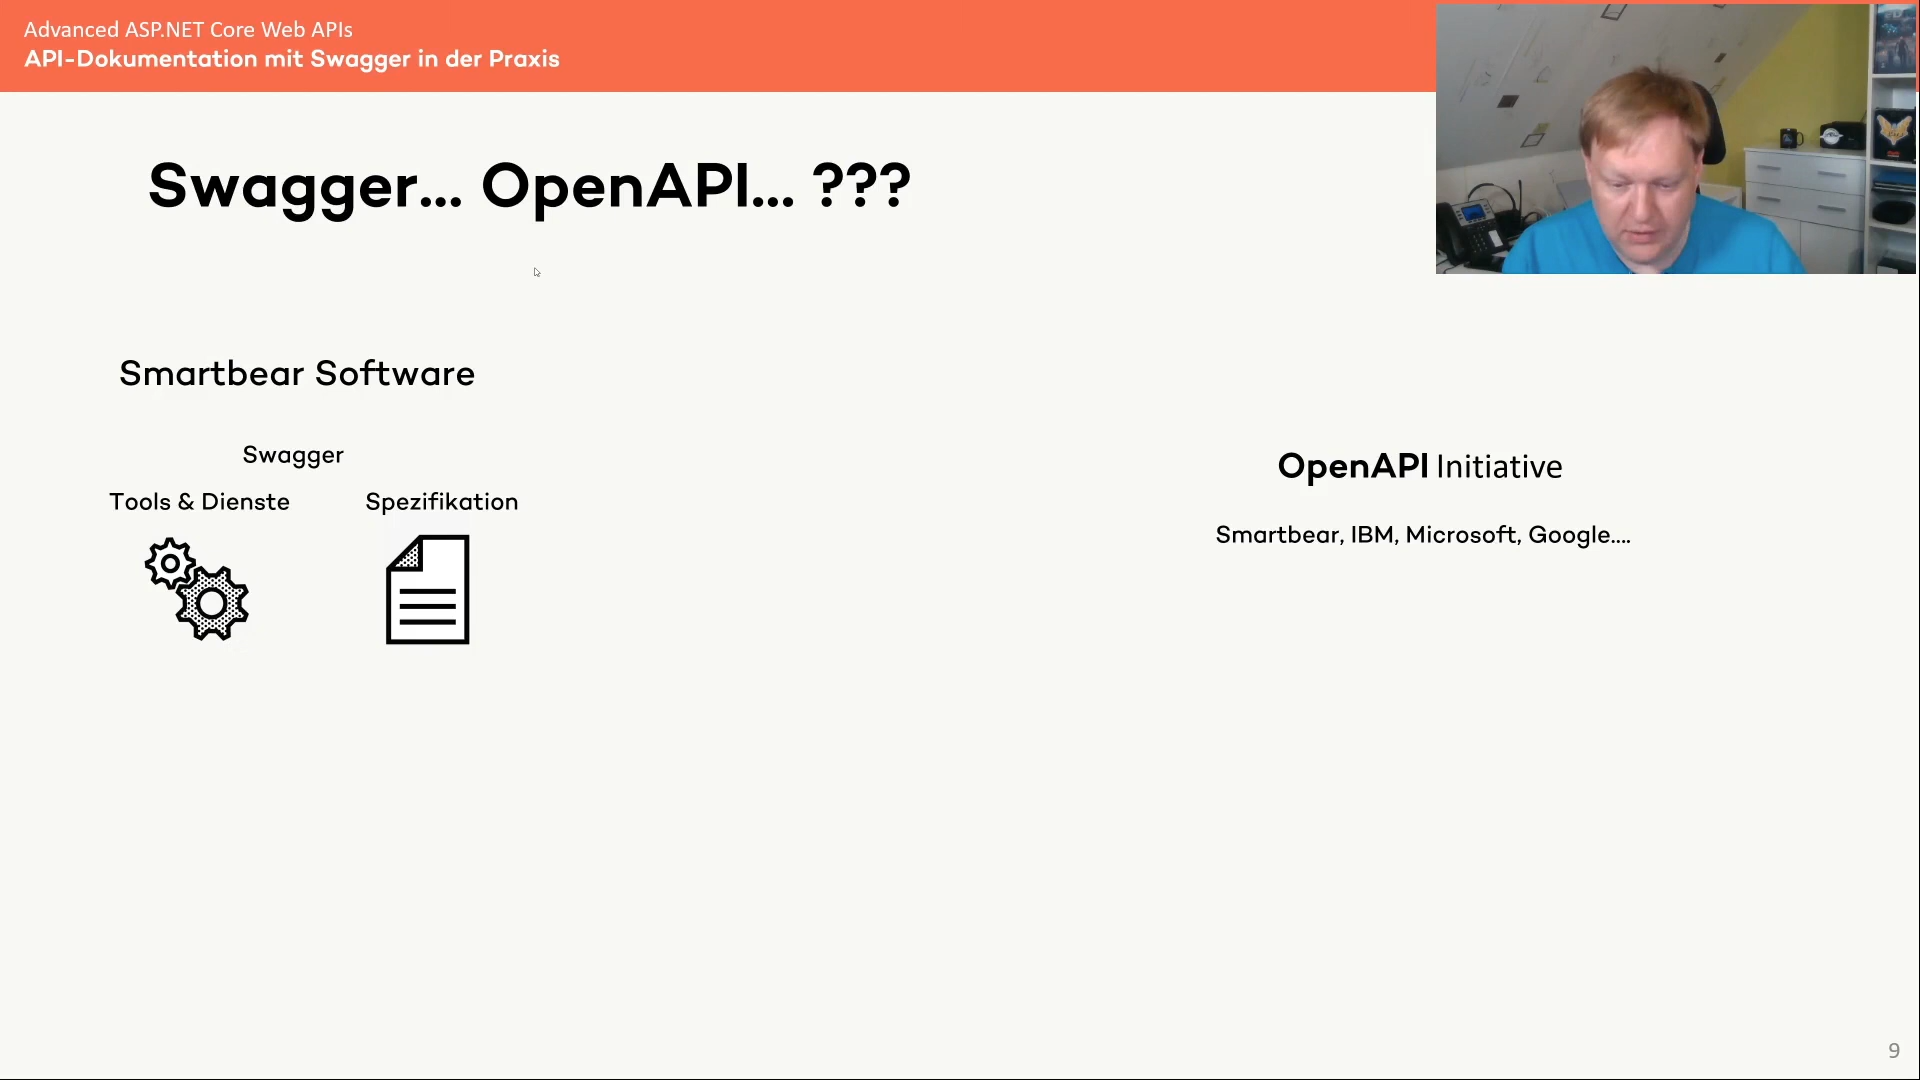 Advanced ASP.NET Core Web APIs
API-Dokumentation mit Swagger in der Praxis
Swagger... OpenAPI... ???
Smartbear Software
Swagger
Tools & Dienste
Spezifikation
OpenAPI Initiative
Smartbear, IBM, Microsoft, Google....
9